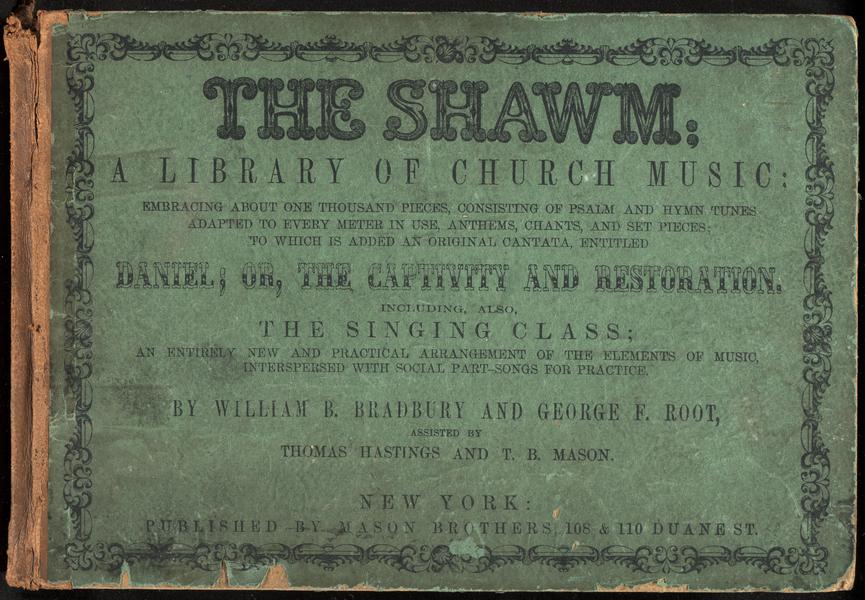 THE SHAWM;
A LIBRARY OF CHURCH MUSIC:
EMBRACING ABOUT ONE THOUSAND PIECES, CONSISTING OF PSALM AND HYMN TUNES
ADAPTED TO EVERY METER IN USE, ANTHEMS, CHANTS, AND SET PIECES;
TO WHICH IS ADDED AN ORIGINAL CANTATA, ENTITLED
DANIEL; OR, THE CAPTIVITY AND RESTORATION.
INCLUDING, ALSO,
THE SINGING CLASS;
AN ENTIRELY NEW AND PRACTICAL ARRANGEMENT OF THE ELEMENTS OF MUSIC,
INTERSPERSED WITH SOCIAL PART-SONGS FOR PRACTICE.
BY WILLIAM B. BRADBURY AND GEORGE F. ROOT,
ASSISTED BY
THOMAS HASTINGS AND T. B. MASON.
NEW YORK:
PUBLISHED BY MASON BROTHERS, 108 & 110 DUANE ST.